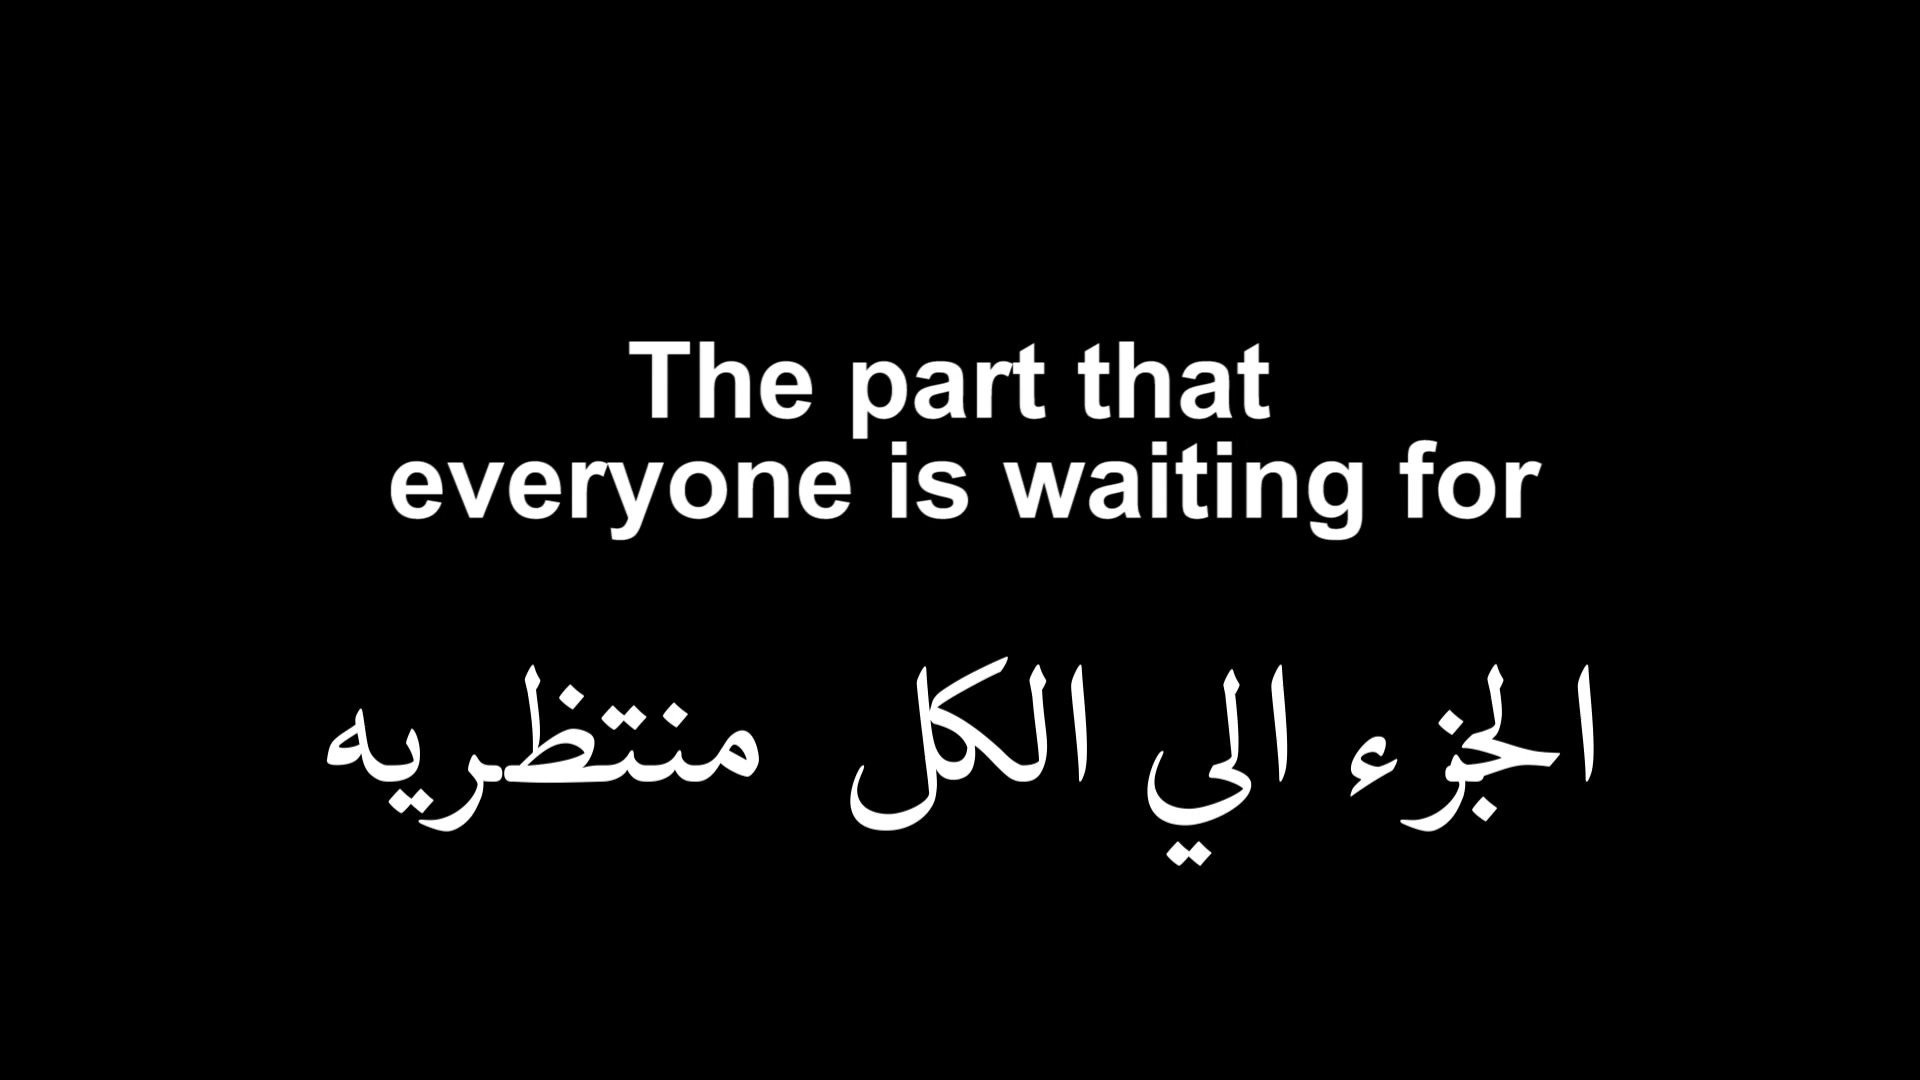 The part that
everyone is waiting for
الجزء الي الكل منتظريه